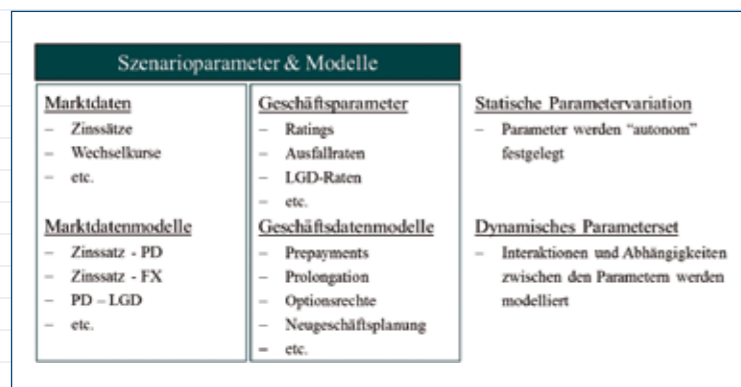 Szenarioparameter & Modelle
Marktdaten
– Zinssätze
– Wechselkurse
– etc.
Marktdatenmodelle
– Zinssatz - PD
– Zinssatz - FX
– PD – LGD
– etc.
Geschäftsparameter
– Ratings
– Ausfallraten
– LGD-Raten
– etc.
Geschäftsdatenmodelle
– Prepayments
– Prolongation
– Optionsrechte
– Neugeschäftsplanung
– etc.
Statische Parametervariation
– Parameter werden “autonom”
festgelegt
Dynamisches Parameterset
– Interaktionen und Abhängigkeiten
zwischen den Parametern werden
modelliert